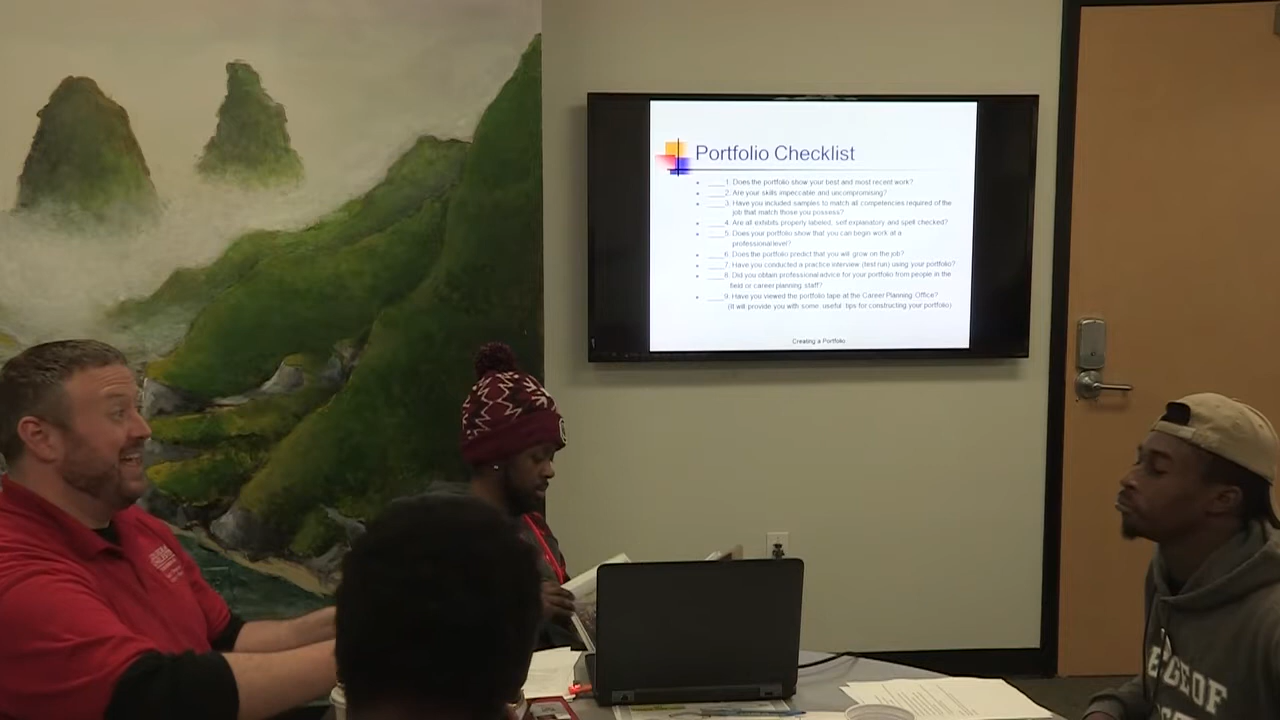 Portfolio Checklist
____1. Does the portfolio show your best and most recent work?
____2. Are your skills impeccable and uncompromising?
____3. Have you included samples to match all competencies required of the
job that match those you possess?
____4. Are all exhibits properly labeled, self explanatory and spell checked?
____5. Does your portfolio show that you can begin work at a
professional level?
____6. Does the portfolio predict that you will grow on the job?
____7. Have you conducted a practice interview (test run) using your portfolio?
____8. Did you obtain professional advice for your portfolio from people in the
field or career planning staff?
____9. Have you viewed the portfolio tape at the Career Planning Office?
(It will provide you with some useful tips for constructing your portfolio)
Creating a Portfolio